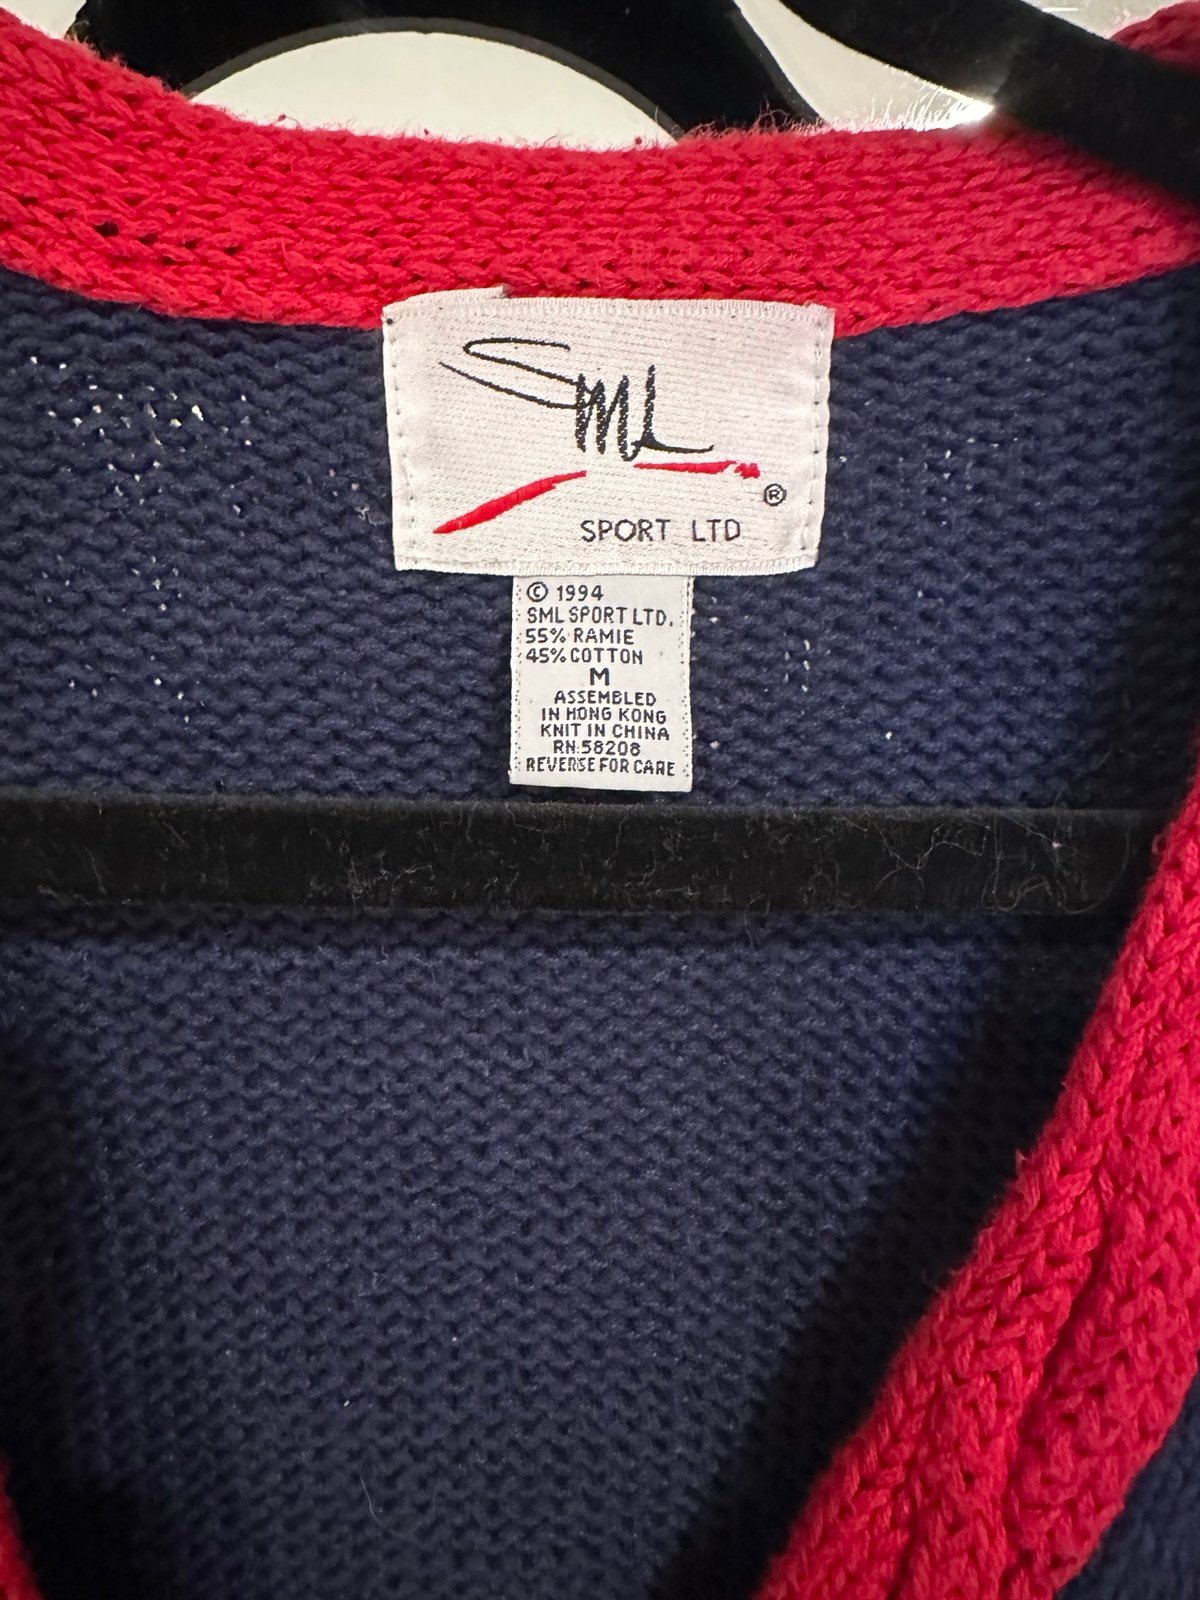 SML
®
SPORT LTD
© 1994
SML SPORT LTD.
55% RAMIE
45% COTTON
M
ASSEMBLED
IN HONG KONG
KNIT IN CHINA
RN:58208
REVERSE FOR CARE